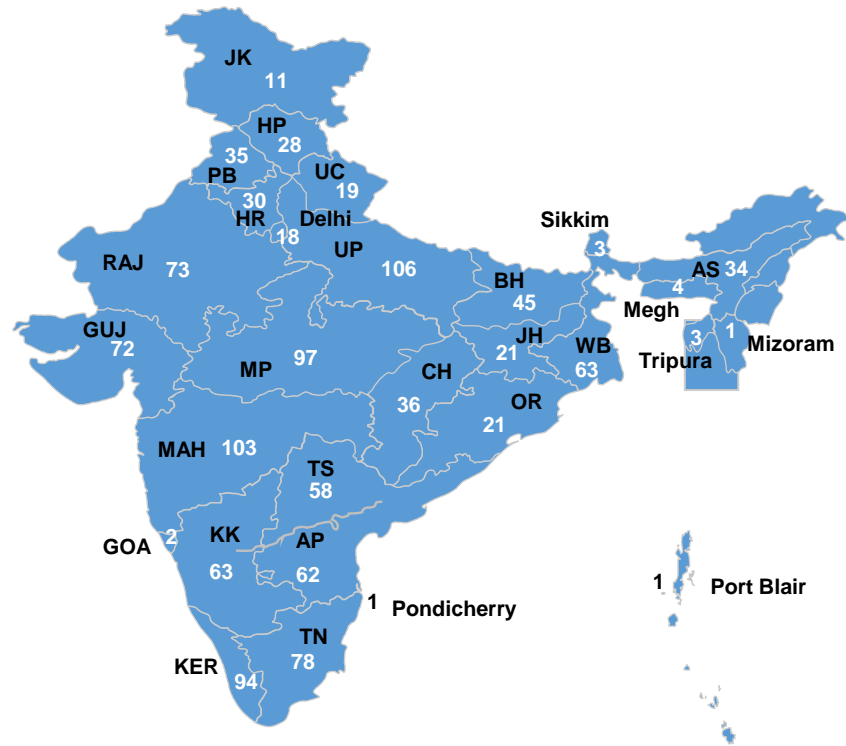 JK
11
HP
28
35
PB
UC
19
30
HR
Delhi
18
Sikkim
3
RAJ
73
UP
106
AS 34
4
BH
45
Megh
GUJ
72
MP
97
JH
21
WB
63
3
1
Tripura
Mizoram
CH
36
OR
21
MAH
103
TS
58
GOA
2
KK
63
AP
62
1 Pondicherry
1
Port Blair
TN
78
KER
94